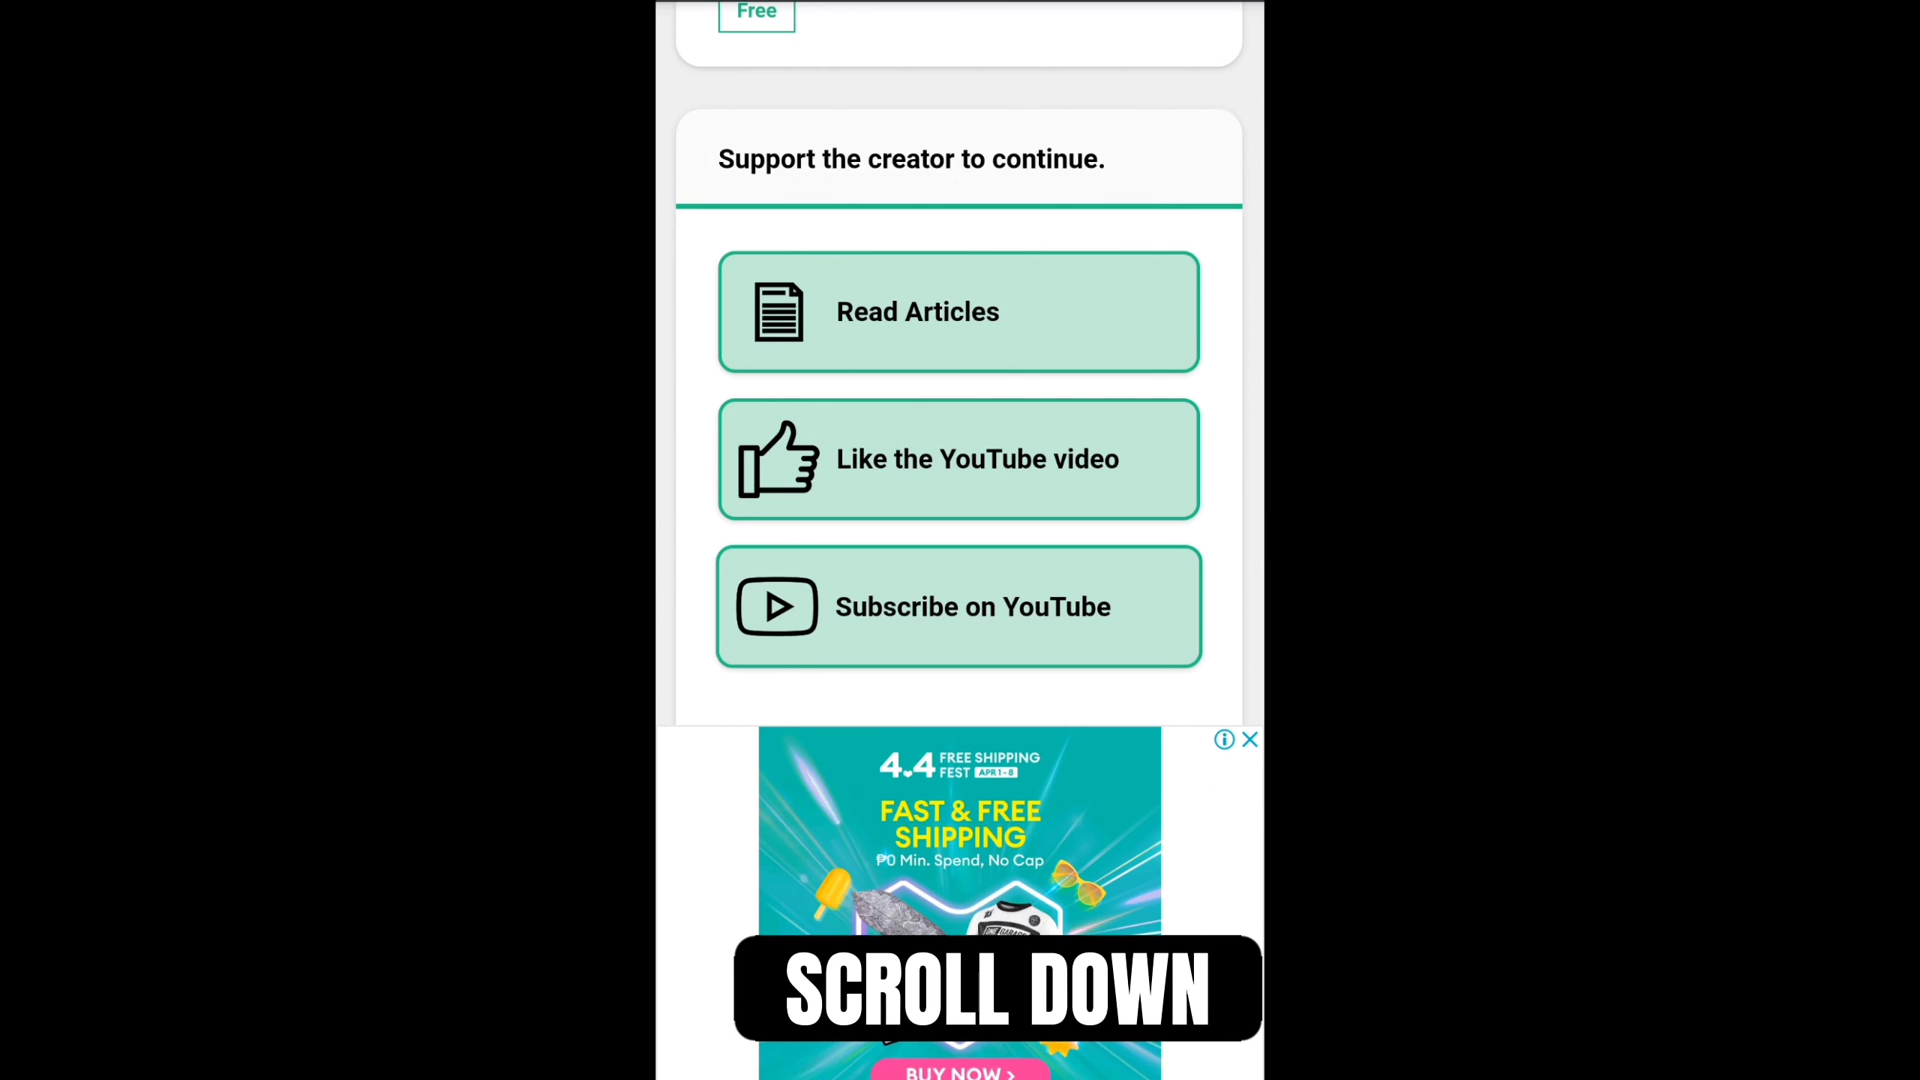 Free
Support the creator to continue.
Read Articles
Like the YouTube video
Subscribe on YouTube
4.4 FREE SHIPPING
FEST APR 1 - 8
FAST & FREE
SHIPPING
₱0 Min. Spend, No Cap
SCROLL DOWN
BUY NOW >